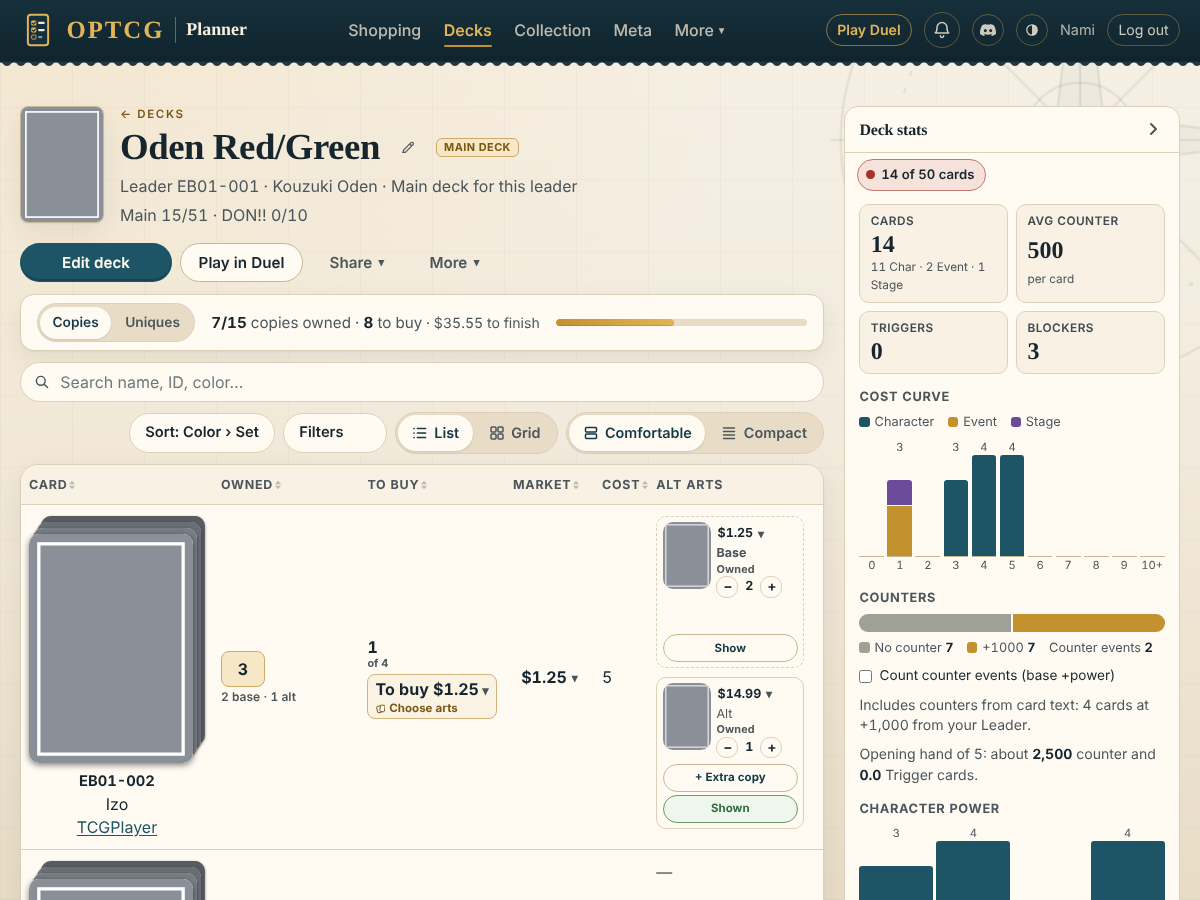 OPTCG Planner
Shopping Decks Collection Meta More ▾
Play Duel Nami Log out
← DECKS
Oden Red/Green MAIN DECK
Leader EB01-001 · Kouzuki Oden · Main deck for this leader
Main 15/51 · DON!! 0/10
Edit deck Play in Duel Share ▾ More ▾
Copies Uniques 7/15 copies owned · 8 to buy · $35.55 to finish
Search name, ID, color...
Sort: Color › Set Filters List Grid Comfortable Compact
CARD OWNED TO BUY MARKET COST ALT ARTS
EB01-002
Izo
TCGPlayer
3
2 base · 1 alt
1
of 4
To buy $1.25 ▾
Choose arts
$1.25 ▾
5
$1.25 ▾
Base
Owned
− 2 +
Show
$14.99 ▾
Alt
Owned
− 1 +
+ Extra copy
Shown
—
Deck stats
14 of 50 cards
CARDS
14
11 Char · 2 Event · 1
Stage
AVG COUNTER
500
per card
TRIGGERS
0
BLOCKERS
3
COST CURVE
Character Event Stage
3 3 4 4
0 1 2 3 4 5 6 7 8 9 10+
COUNTERS
No counter 7 +1000 7 Counter events 2
Count counter events (base +power)
Includes counters from card text: 4 cards at
+1,000 from your Leader.
Opening hand of 5: about 2,500 counter and
0.0 Trigger cards.
CHARACTER POWER
3 4 4